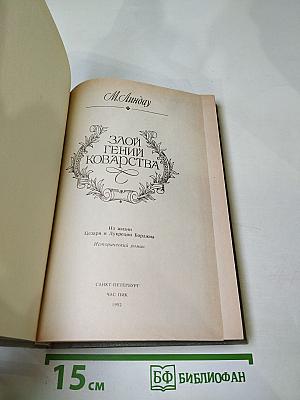 М. Линдау
ЗЛОЙ
ГЕНИЙ
КОВАРСТВА
Из жизни
Цезаря и Лукреции Борджиа
Исторический роман
САНКТ-ПЕТЕРБУРГ
ЧАС ПИК
1992
15 см
БФ БИБЛИОФАН